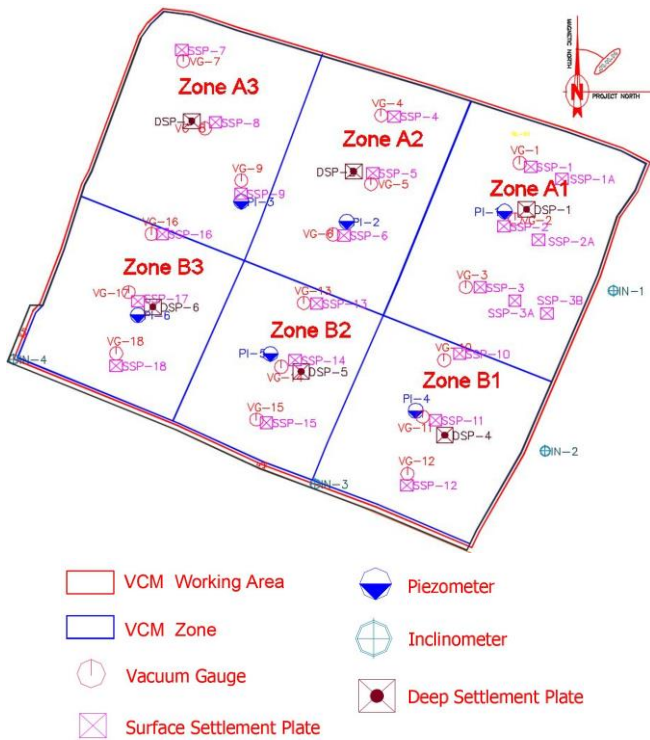 MAGNETIC NORTH
N
PROJECT NORTH
SSP-7
VG-7
Zone A3
VG-4
SSP-4
DSP-
SSP-8
Zone A2
VG-1
SSP-1
SSP-1A
VG-9
DSP-
SSP-5
VG-5
Zone A1
SSP-9
PI-3
PI-2
PI-1
DSP-1
VG-2
SSP-2
VG-16
SSP-16
SSP-6
SSP-2A
Zone B3
VG-17
SSP-17
DSP-6
PI-6
VG-13
SSP-13
VG-3
SSP-3
SSP-3A
SSP-3B
IN-1
Zone B2
VG-18
SSP-18
IN-4
PI-5
SSP-14
DSP-5
VG-10
SSP-10
Zone B1
PI-4
VG-15
SSP-15
VG-11
SSP-11
DSP-4
IN-2
VG-12
SSP-12
IN-3
VCM Working Area
Piezometer
VCM Zone
Inclinometer
Vacuum Gauge
Deep Settlement Plate
Surface Settlement Plate